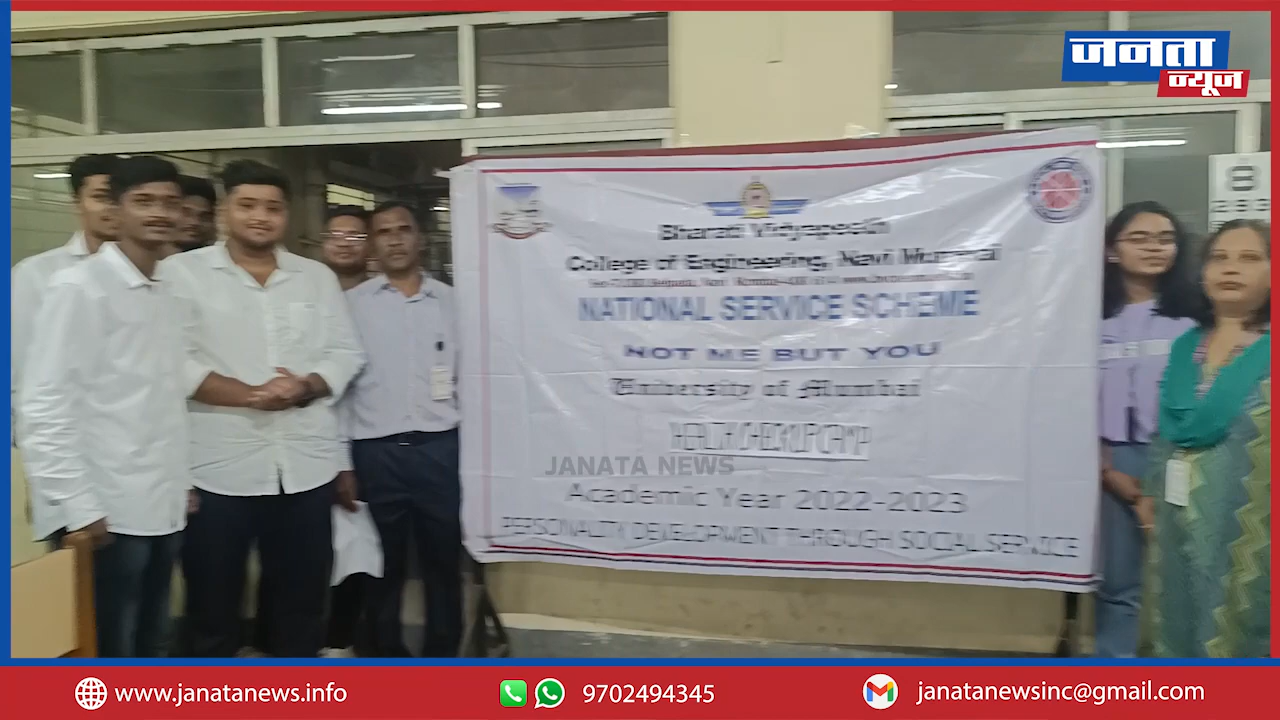 जनता
न्यूज
Bharati Vidyapeeth
College of Engineering, Navi Mumbai
NATIONAL SERVICE SCHEME
NOT ME BUT YOU
University of Mumbai
HEALTH CHECK UP CAMP
JANATA NEWS
Academic Year 2022-2023
PERSONALITY DEVELOPMENT THROUGH SOCIAL SERVICE
8
www.janatanews.info
9702494345
janatanewsinc@gmail.com